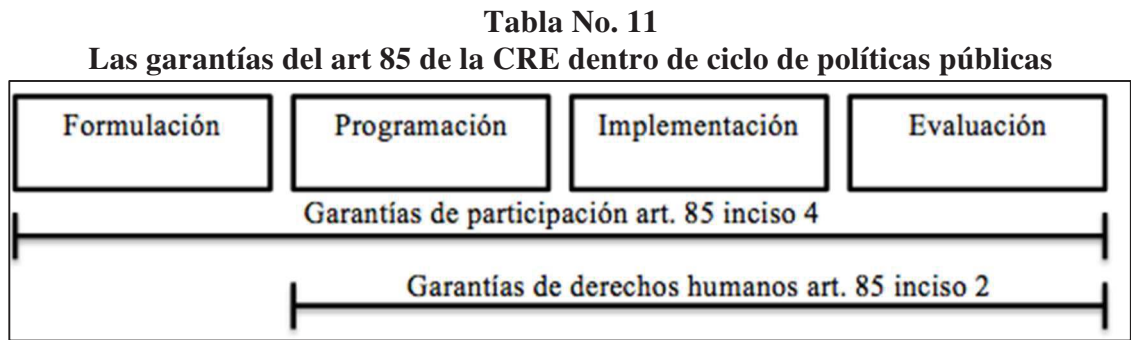 Tabla No. 11
Las garantías del art 85 de la CRE dentro de ciclo de políticas públicas
Formulación
Programación
Implementación
Evaluación
Garantías de participación art. 85 inciso 4
Garantías de derechos humanos art. 85 inciso 2